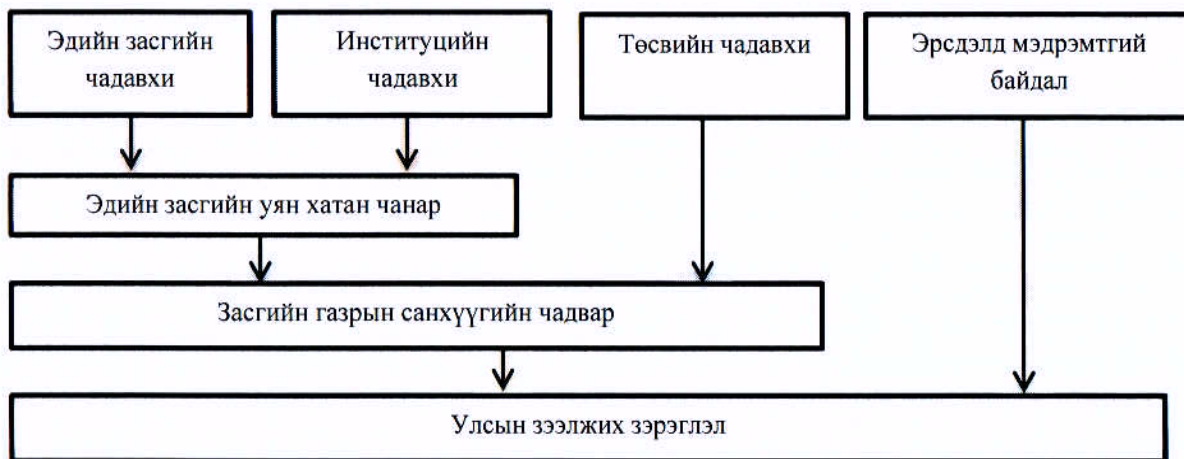 Эдийн засгийн
чадавхи
Институцийн
чадавхи
Төсвийн чадавхи
Эрсдэлд мэдрэмтгий
байдал
Эдийн засгийн уян хатан чанар
Засгийн газрын санхүүгийн чадвар
Улсын зээлжих зэрэглэл